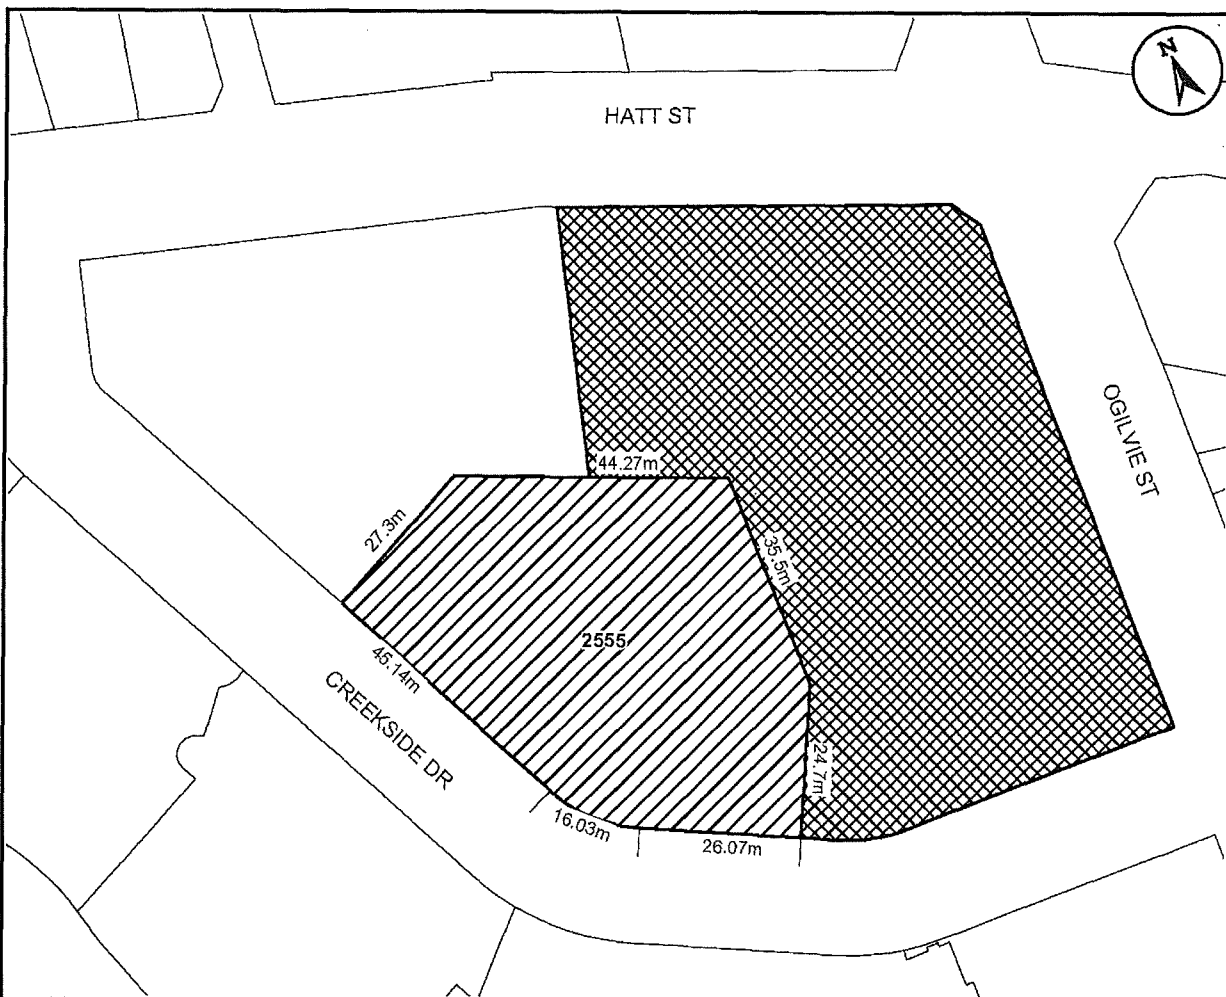 N
HATT ST
OGILVIE ST
44.27m
27.3m
35.5m
2555
45.14m
CREEKSIDE DR
24.7m
16.03m
26.07m